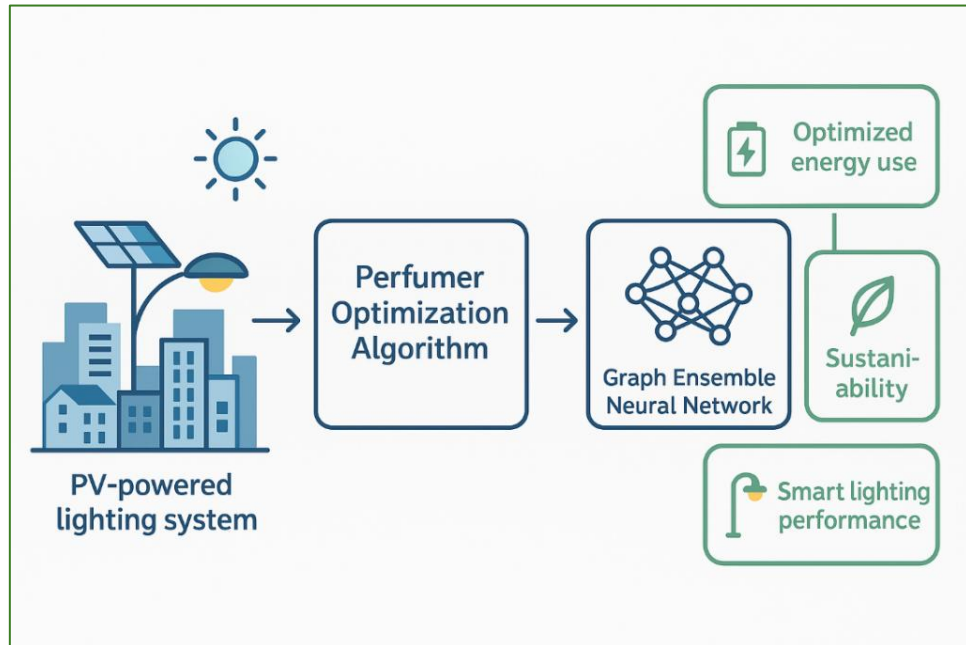 PV-powered
lighting system
Perfumer
Optimization
Algorithm
Graph Ensemble
Neural Network
Optimized
energy use
Sustani-
ability
Smart lighting
performance